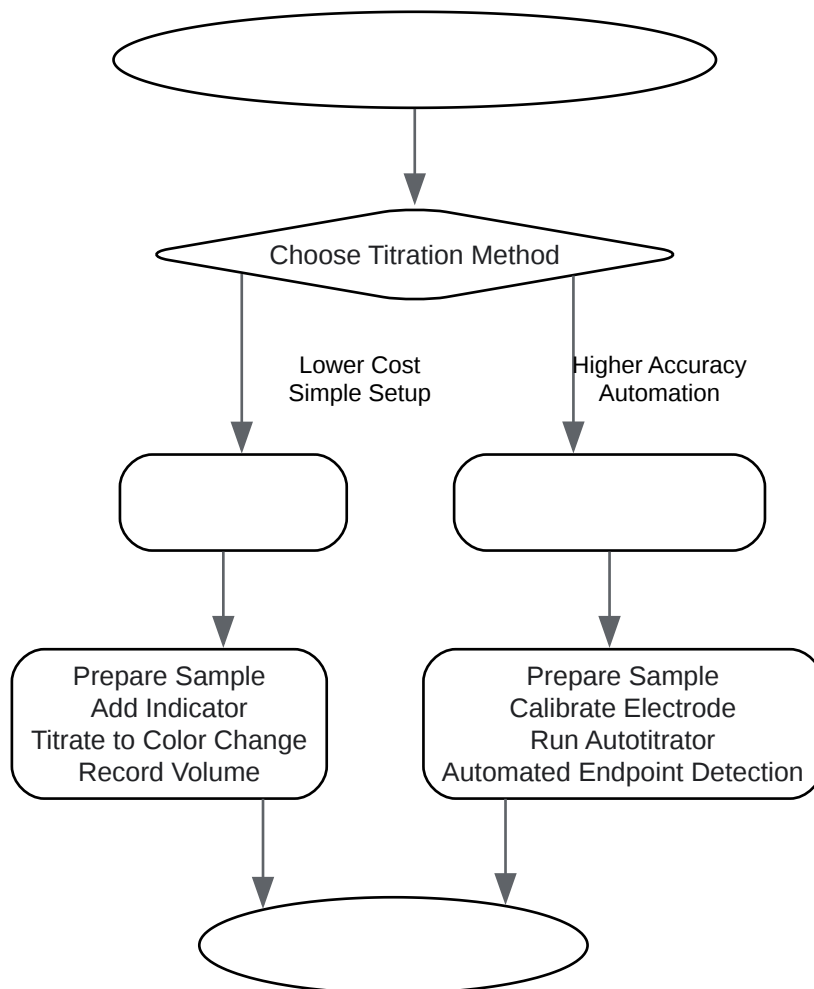 Choose Titration Method
Lower Cost
Simple Setup
Higher Accuracy
Automation
Prepare Sample
Add Indicator
Titrate to Color Change
Record Volume
Prepare Sample
Calibrate Electrode
Run Autotitrator
Automated Endpoint Detection